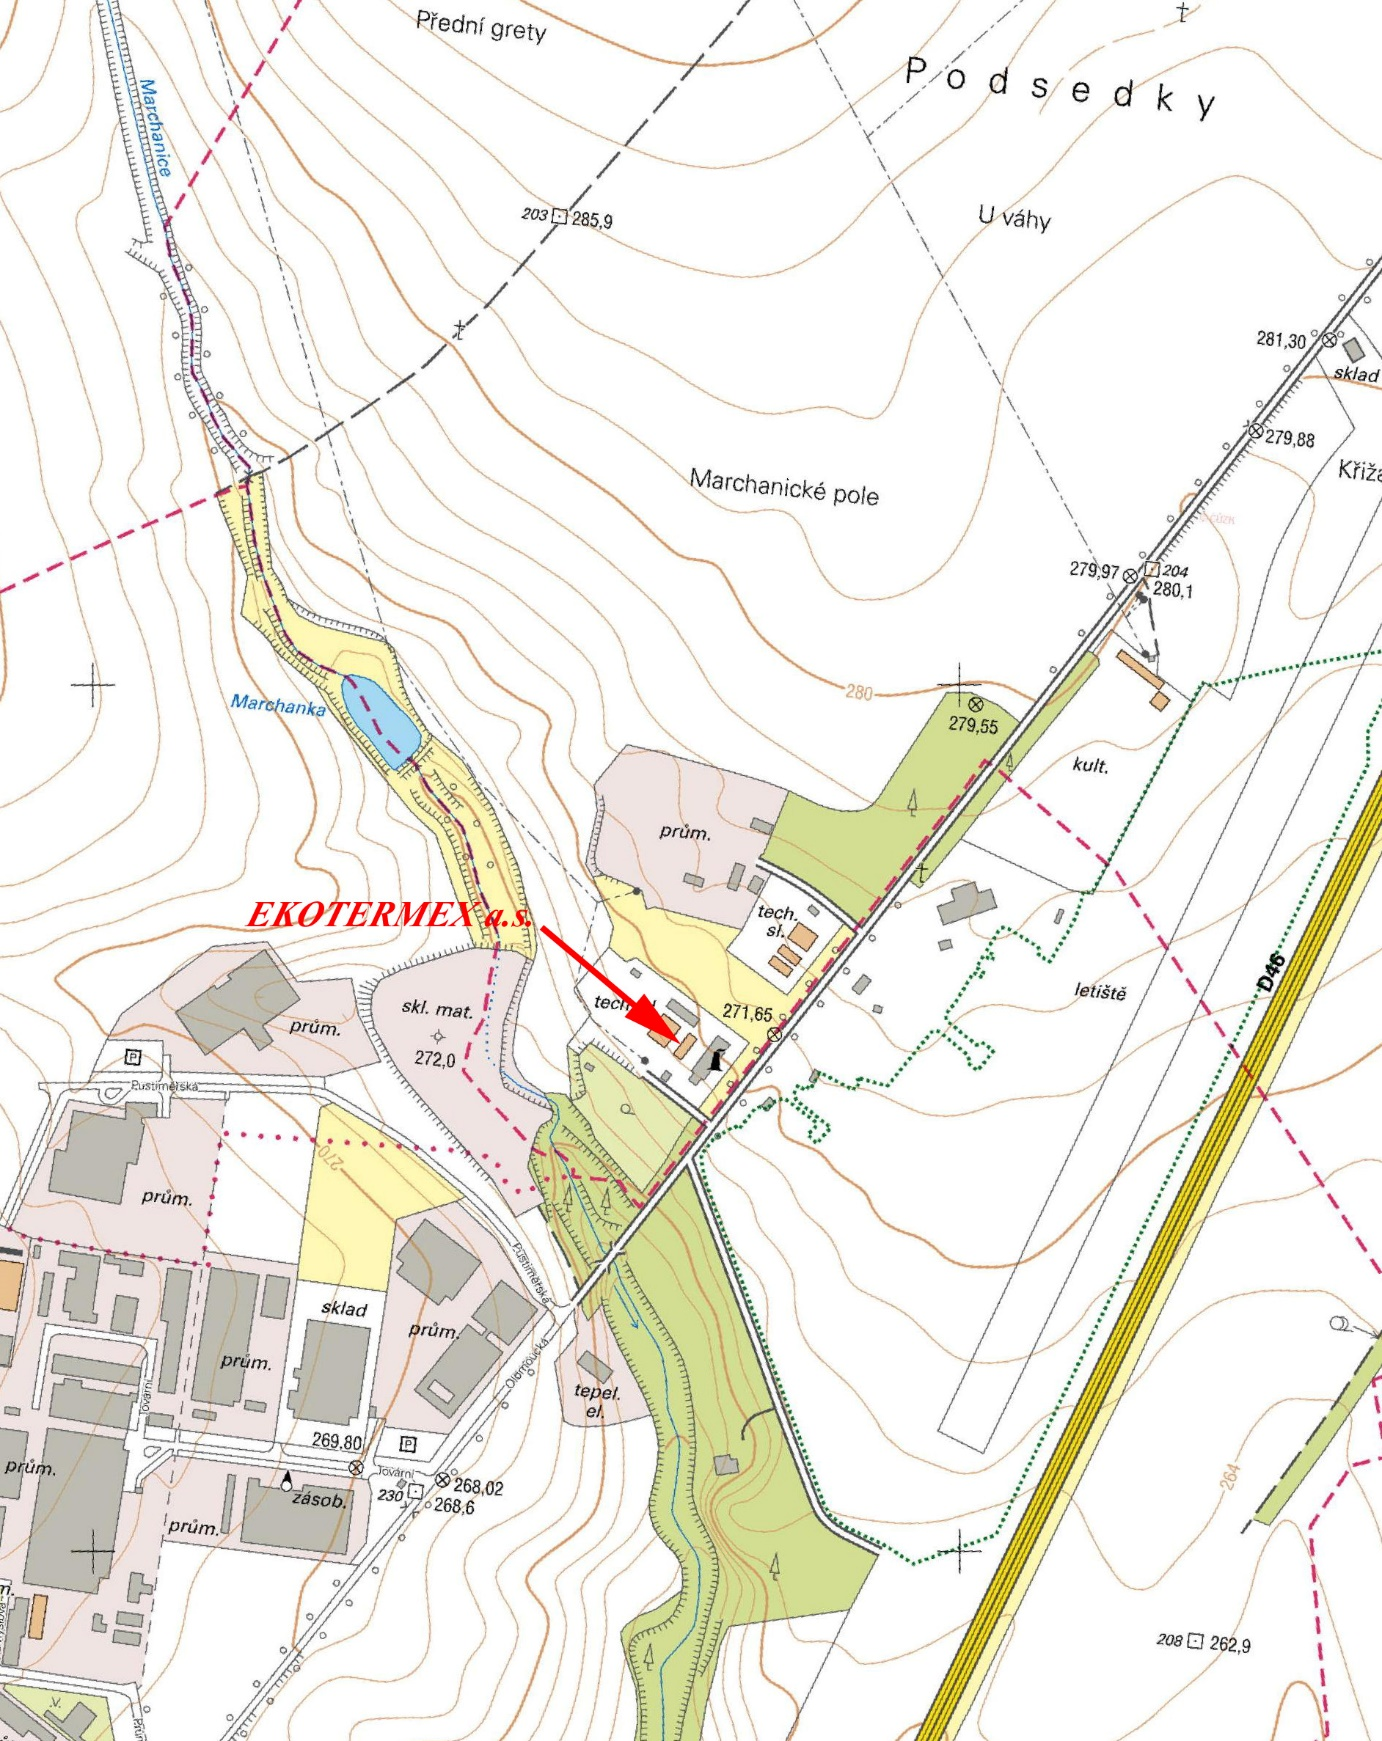 Přední grety
Podsedky
Marchanice
203 285,9
U váhy
281,30
sklad
279,88
Marchanické pole
279,97
204
280,1
280
279,55
Marchanka
kult.
prům.
EKOTERMEX a.s.
tech.
sl.
D46
letiště
skl. mat.
272,0
271,65
prům.
P
Pustiměřská
270
prům.
Pustiměřská
sklad
prům.
prům.
Olomoucká
tepel.
el.
Tovární
269,80
P
prům.
Tovární
268,02
230
268,6
zásob.
prům.
264
208 262,9
v.